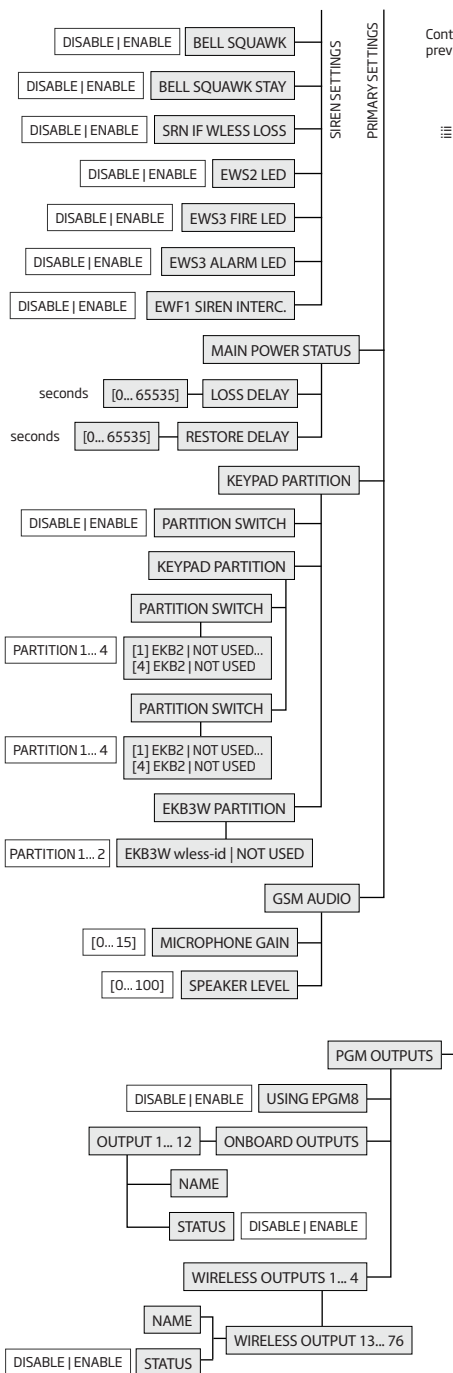 DISABLE | ENABLE BELL SQUAWK
DISABLE | ENABLE BELL SQUAWK STAY
DISABLE | ENABLE SRN IF WLESS LOSS
DISABLE | ENABLE EWS2 LED
DISABLE | ENABLE EWS3 FIRE LED
DISABLE | ENABLE EWS3 ALARM LED
DISABLE | ENABLE EWF1 SIREN INTERC.
SIREN SETTINGS
PRIMARY SETTINGS
Cont
prev
iiii
MAIN POWER STATUS
seconds [0... 65535] LOSS DELAY
seconds [0... 65535] RESTORE DELAY
KEYPAD PARTITION
DISABLE | ENABLE PARTITION SWITCH
KEYPAD PARTITION
PARTITION SWITCH
PARTITION 1... 4 [1] EKB2 | NOT USED...
[4] EKB2 | NOT USED
PARTITION SWITCH
PARTITION 1... 4 [1] EKB2 | NOT USED...
[4] EKB2 | NOT USED
EKB3W PARTITION
PARTITION 1... 2 EKB3W wless-id | NOT USED
GSM AUDIO
[0... 15] MICROPHONE GAIN
[0... 100] SPEAKER LEVEL
PGM OUTPUTS
DISABLE | ENABLE USING EPGM8
OUTPUT 1... 12 ONBOARD OUTPUTS
NAME
STATUS DISABLE | ENABLE
WIRELESS OUTPUTS 1... 4
NAME
WIRELESS OUTPUT 13... 76
DISABLE | ENABLE STATUS